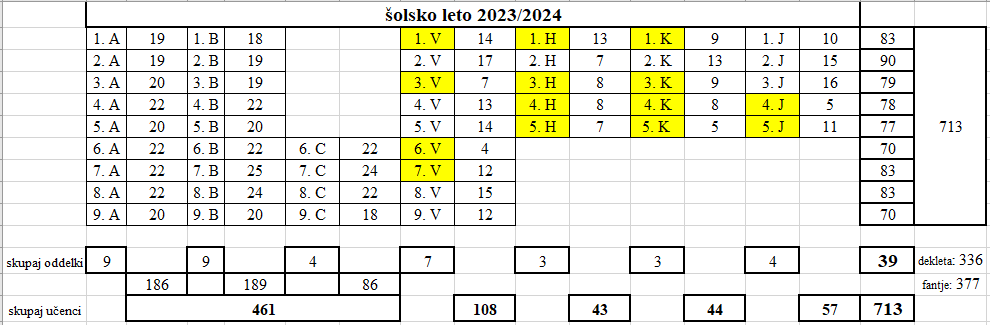 šolsko leto 2023/2024
1. A 19 1. B 18 1. V 14 1. H 13 1. K 9 1. J 10 83
2. A 19 2. B 19 2. V 17 2. H 7 2. K 13 2. J 15 90
3. A 20 3. B 19 3. V 7 3. H 8 3. K 9 3. J 16 79
4. A 22 4. B 22 4. V 13 4. H 8 4. K 8 4. J 5 78
5. A 20 5. B 20 5. V 14 5. H 7 5. K 5 5. J 11 77 713
6. A 22 6. B 22 6. C 22 6. V 4 70
7. A 22 7. B 25 7. C 24 7. V 12 83
8. A 22 8. B 24 8. C 22 8. V 15 83
9. A 20 9. B 20 9. C 18 9. V 12 70
skupaj oddelki 9 9 4 7 3 3 4 39 dekleta: 336
186 189 86 fantje: 377
skupaj učenci 461 108 43 44 57 713